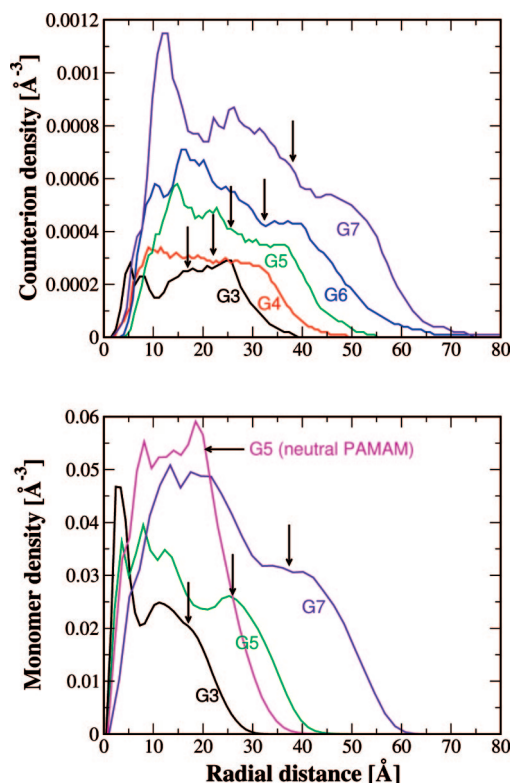 Counterion density [Å⁻³]
0.0012
0.001
0.0008
0.0006
0.0004
0.0002
0
G7
G6
G5
G4
G3
0 10 20 30 40 50 60 70 80
Monomer density [Å⁻³]
0.06
0.05
0.04
0.03
0.02
0.01
0
G5 (neutral PAMAM)
G7
G5
G3
0 10 20 30 40 50 60 70 80
Radial distance [Å]